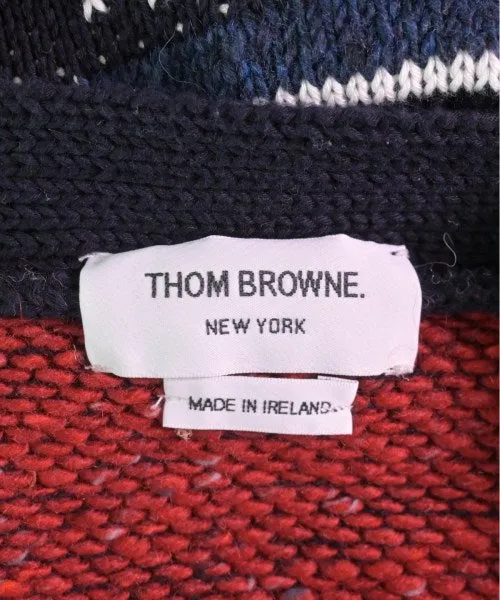 THOM BROWNE.
NEW YORK
MADE IN IRELAND